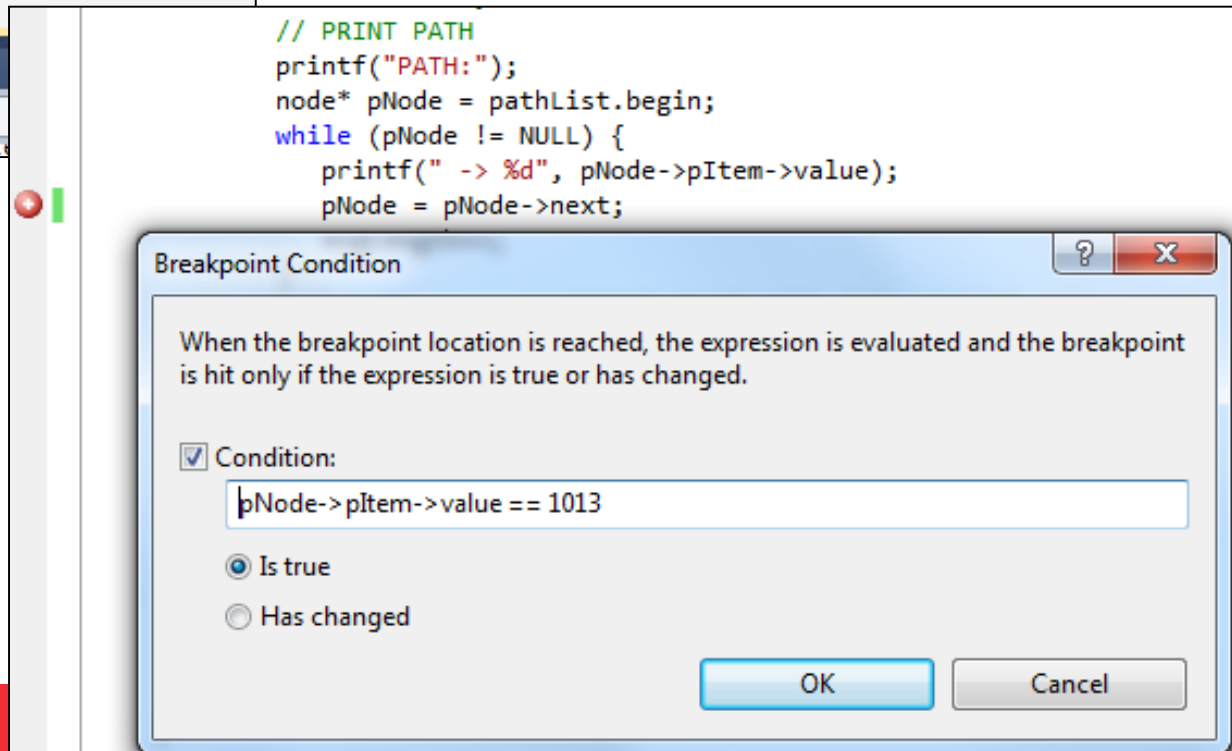 // PRINT PATH
printf("PATH:");
node* pNode = pathList.begin;
while (pNode != NULL) {
printf(" -> %d", pNode->pItem->value);
pNode = pNode->next;
Breakpoint Condition
When the breakpoint location is reached, the expression is evaluated and the breakpoint
is hit only if the expression is true or has changed.
Condition:
pNode->pItem->value == 1013
Is true
Has changed
OK
Cancel